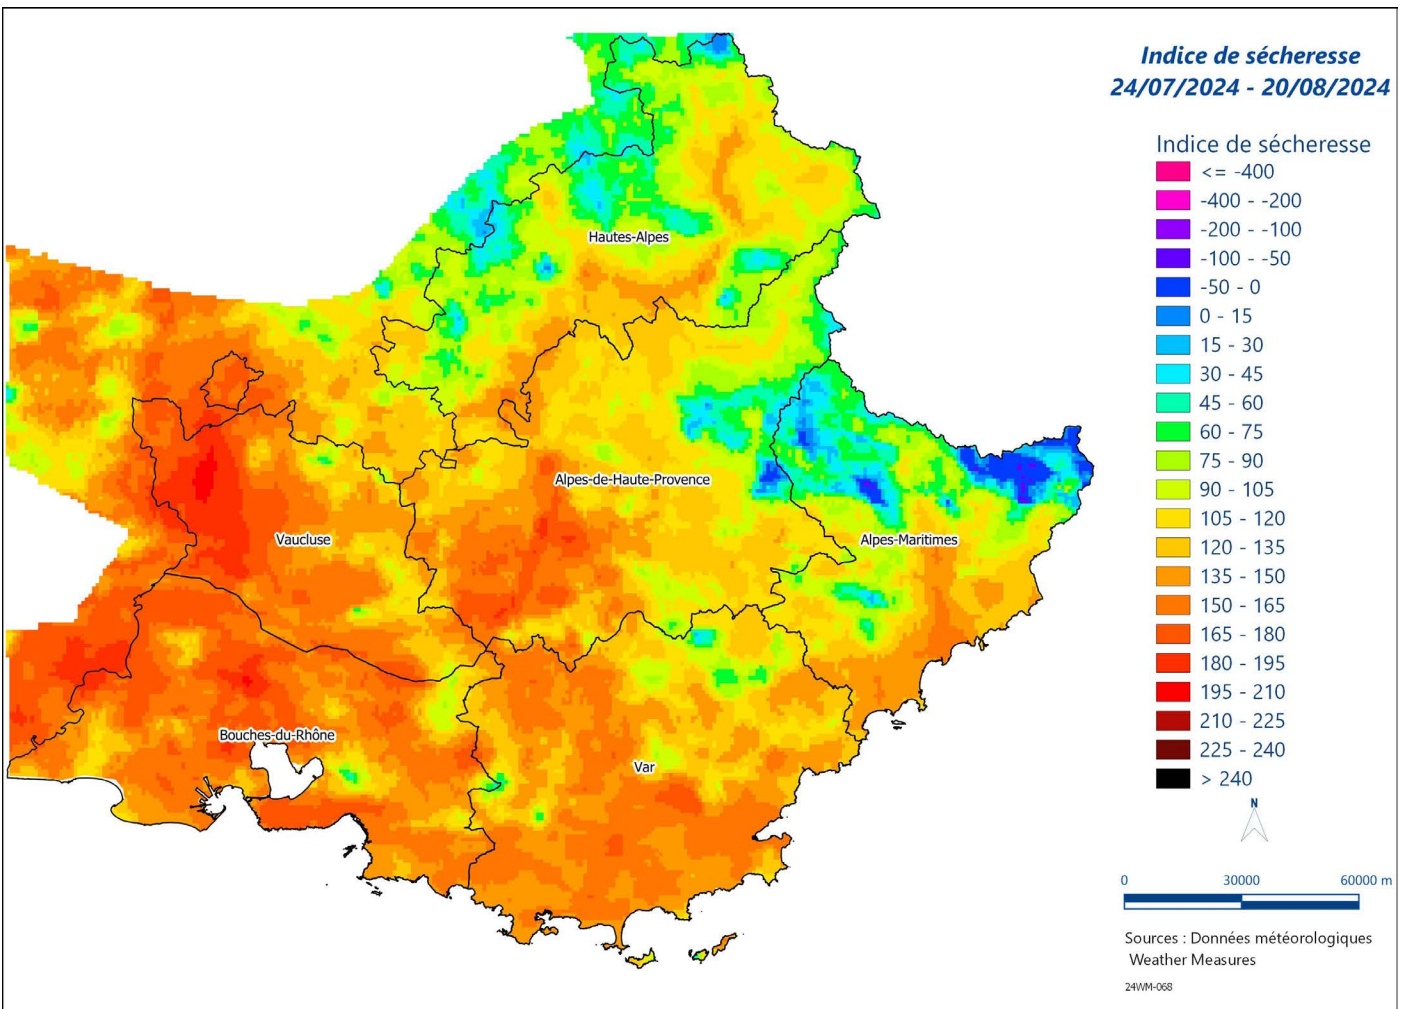 Indice de sécheresse
24/07/2024 - 20/08/2024
Indice de sécheresse
<= -400
-400 - -200
-200 - -100
-100 - -50
-50 - 0
0 - 15
15 - 30
30 - 45
45 - 60
60 - 75
75 - 90
90 - 105
105 - 120
120 - 135
135 - 150
150 - 165
165 - 180
180 - 195
195 - 210
210 - 225
225 - 240
> 240
N
0 30000 60000 m
Sources : Données météorologiques
Weather Measures
24WM-068
Hautes-Alpes
Alpes-de-Haute-Provence
Vaucluse
Alpes-Maritimes
Bouches-du-Rhône
Var